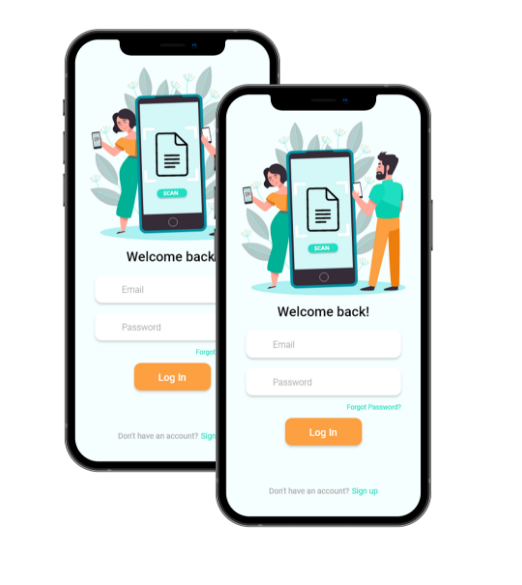 SCAN
Welcome back
Email
Password
Forgot
Log In
Don't have an account? Sign
SCAN
Welcome back!
Email
Password
Forgot Password?
Log In
Don't have an account? Sign up